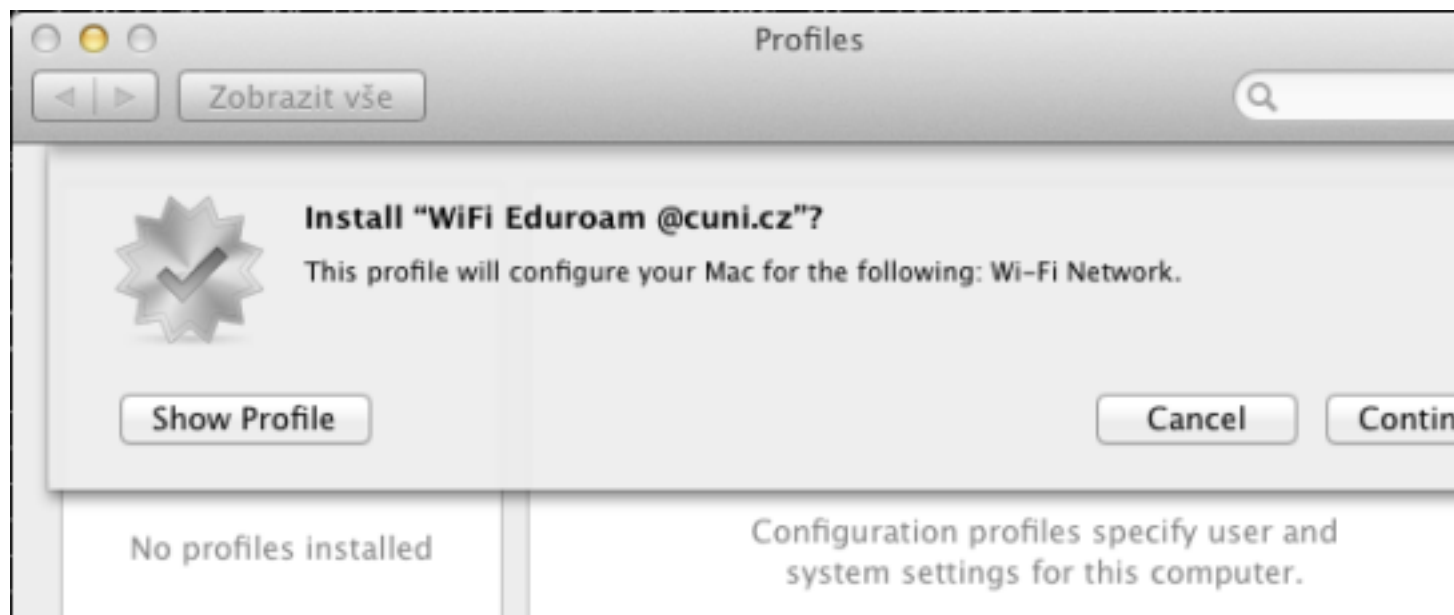 Profiles
Zobrazit vše
Install “WiFi Eduroam @cuni.cz”?
This profile will configure your Mac for the following: Wi-Fi Network.
Show Profile
Cancel
Contin
No profiles installed
Configuration profiles specify user and
system settings for this computer.